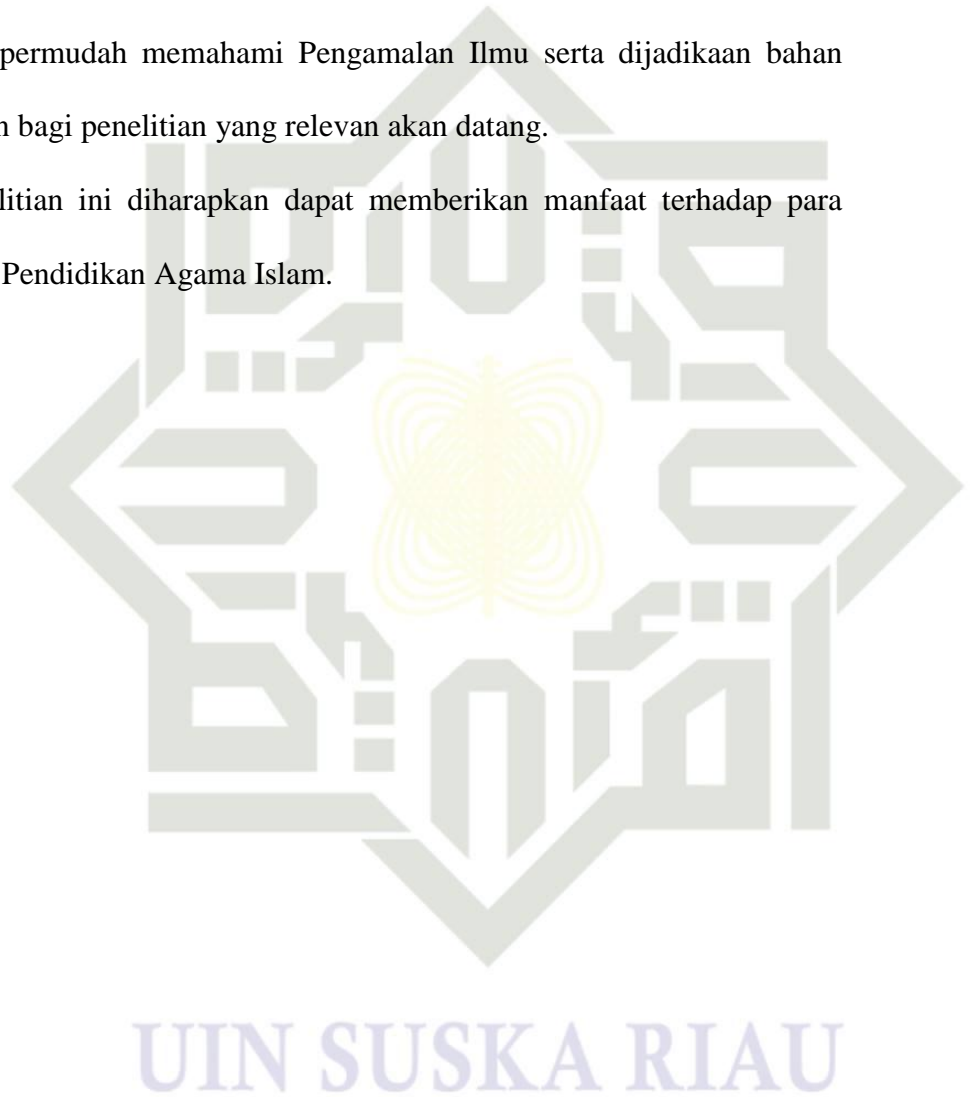 permudah memahami Pengamalan Ilmu serta dijadikaan bahan
bagi penelitian yang relevan akan datang.
ini diharapkan dapat memberikan manfaat terhadap para
Pendidikan Agama Islam.
UIN SUSKA RIAU